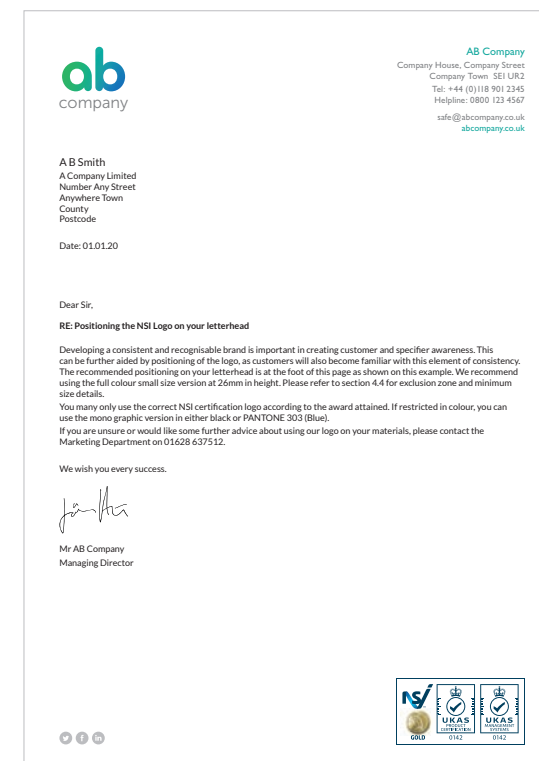 ab
company
AB Company
Company House, Company Street
Company Town SE1 UR2
Tel: +44 (0)118 901 2345
Helpline: 0800 123 4567
safe@abcompany.co.uk
abcompany.co.uk
A B Smith
A Company Limited
Number Any Street
Anywhere Town
County
Postcode
Date: 01.01.20
Dear Sir,
RE: Positioning the NSI Logo on your letterhead
Developing a consistent and recognisable brand is important in creating customer and specifier awareness. This
can be further aided by positioning of the logo, as customers will also become familiar with this element of consistency.
The recommended positioning on your letterhead is at the foot of this page as shown on this example. We recommend
using the full colour small size version at 26mm in height. Please refer to section 4.4 for exclusion zone and minimum
size details.
You many only use the correct NSI certification logo according to the award attained. If restricted in colour, you can
use the mono graphic version in either black or PANTONE 303 (Blue).
If you are unsure or would like some further advice about using our logo on your materials, please contact the
Marketing Department on 01628 637512.
We wish you every success.
Mr AB Company
Managing Director
NSI
GOLD
UKAS
PRODUCT
CERTIFICATION
0142
UKAS
MANAGEMENT
SYSTEMS
0142
in